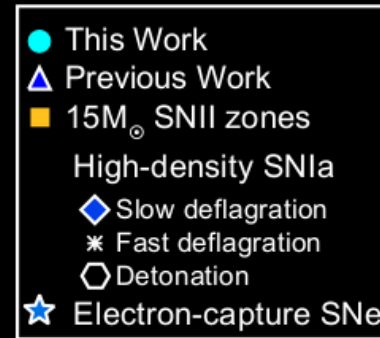 This Work
Previous Work
15M☉ SNII zones
High-density SNIa
Slow deflagration
Fast deflagration
Detonation
Electron-capture SNe